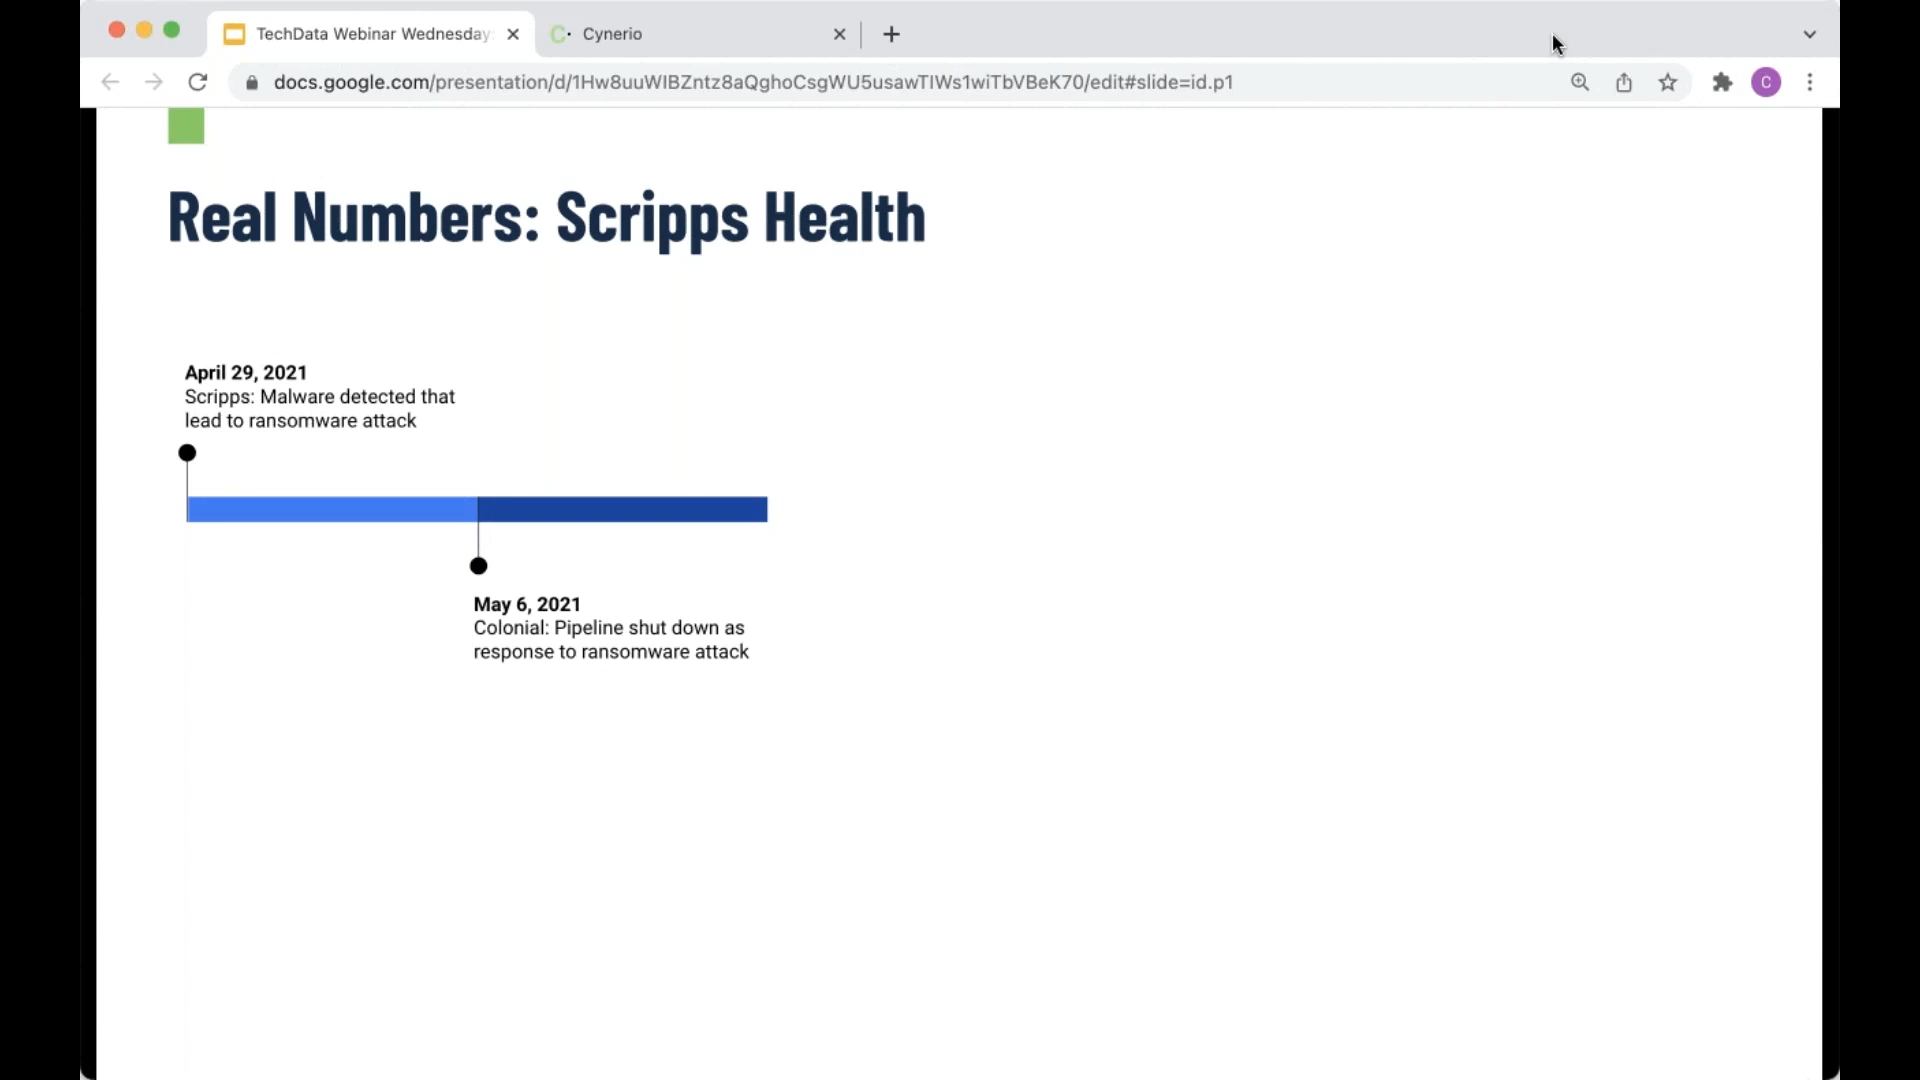 TechData Webinar Wednesday
Cynerio
docs.google.com/presentation/d/1Hw8uuWIBZntz8aQghoCsgWU5usawTIWs1wiTbVBeK70/edit#slide=id.p1
C
Real Numbers: Scripps Health
April 29, 2021
Scripps: Malware detected that
lead to ransomware attack
May 6, 2021
Colonial: Pipeline shut down as
response to ransomware attack